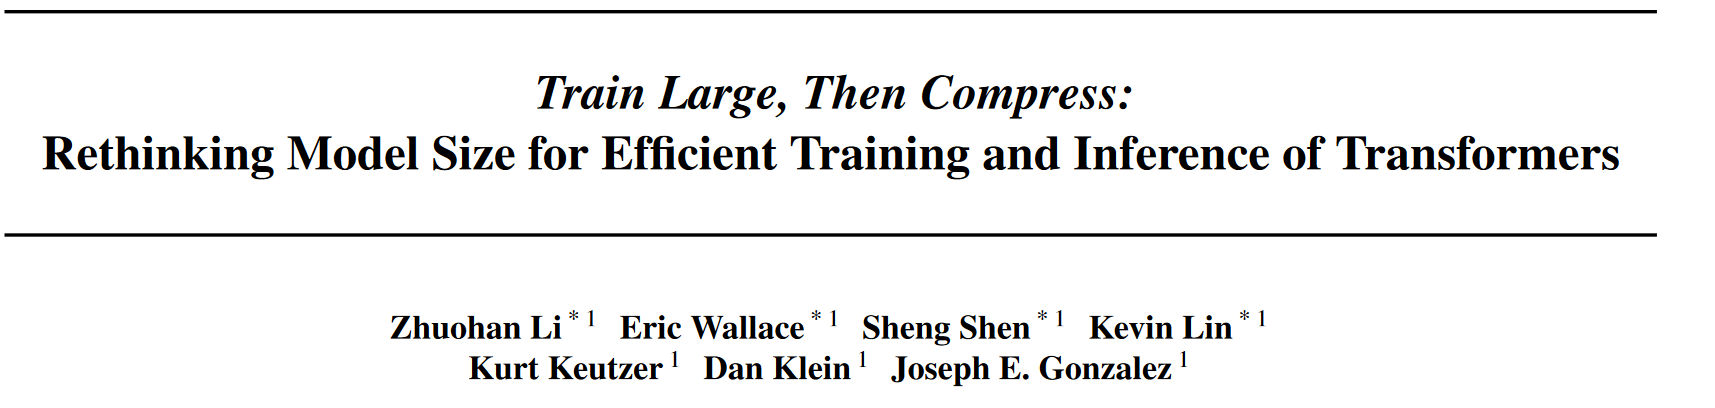 Train Large, Then Compress:
Rethinking Model Size for Efficient Training and Inference of Transformers
Zhuohan Li * 1 Eric Wallace * 1 Sheng Shen * 1 Kevin Lin * 1
Kurt Keutzer 1 Dan Klein 1 Joseph E. Gonzalez 1